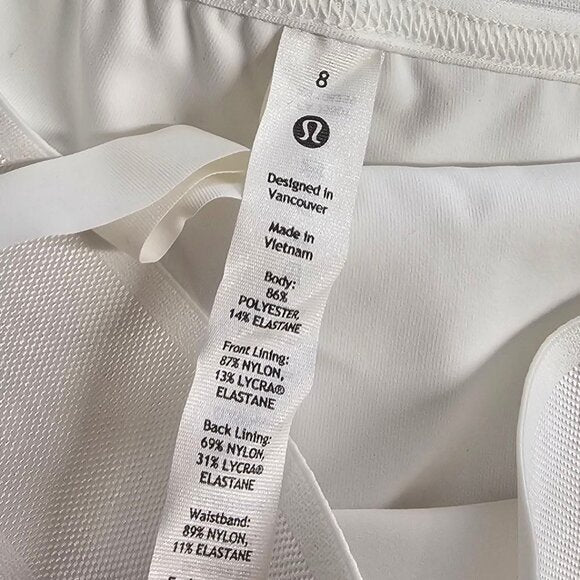 8
Designed in
Vancouver
Made in
Vietnam
Body:
86%
POLYESTER,
14% ELASTANE
Front Lining:
87% NYLON,
13% LYCRA®
ELASTANE
Back Lining:
69% NYLON,
31% LYCRA®
ELASTANE
Waistband:
89% NYLON,
11% ELASTANE